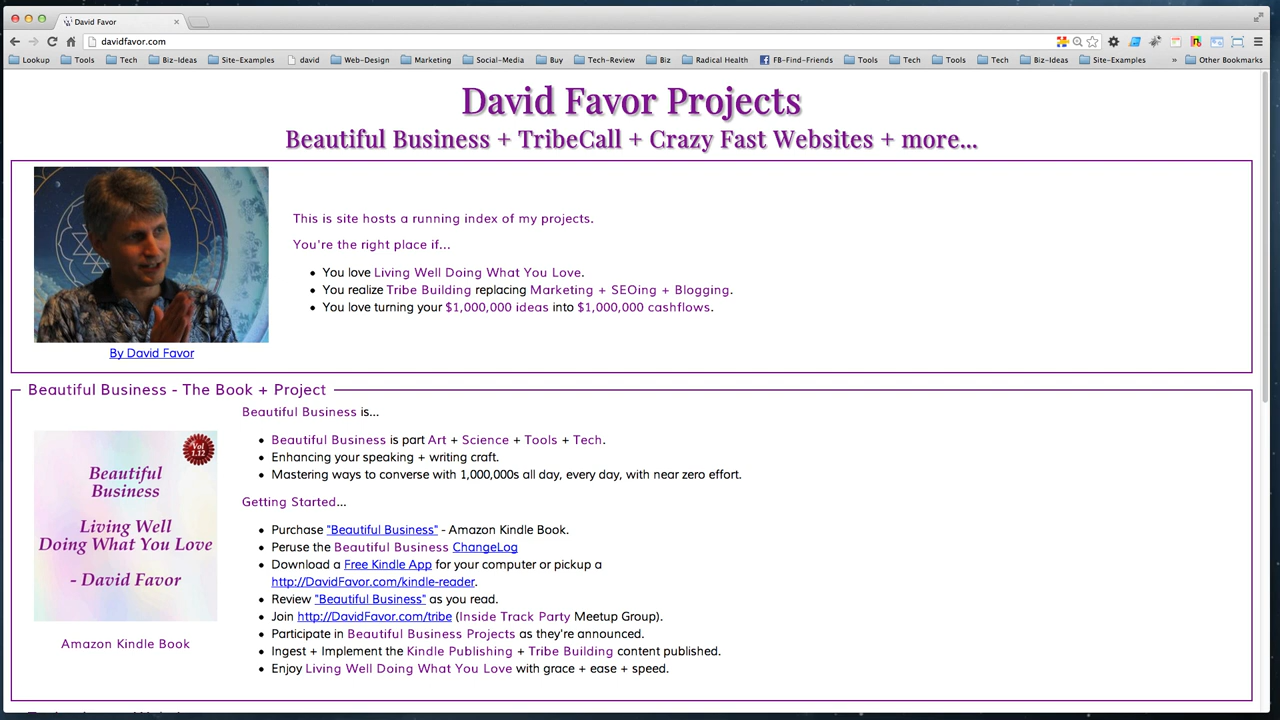 David Favor
davidfavor.com
Lookup Tools Tech Biz-Ideas Site-Examples david Web-Design Marketing Social-Media Buy Tech-Review Biz Radical Health FB-Find-Friends Tools Tech Tools Tech Biz-Ideas Site-Examples » Other Bookmarks
David Favor Projects
Beautiful Business + TribeCall + Crazy Fast Websites + more...
This is site hosts a running index of my projects.
You're the right place if...
• You love Living Well Doing What You Love.
• You realize Tribe Building replacing Marketing + SEOing + Blogging.
• You love turning your $1,000,000 ideas into $1,000,000 cashflows.
By David Favor
Beautiful Business - The Book + Project
Beautiful Business is...
• Beautiful Business is part Art + Science + Tools + Tech.
• Enhancing your speaking + writing craft.
• Mastering ways to converse with 1,000,000s all day, every day, with near zero effort.
Getting Started...
• Purchase "Beautiful Business" - Amazon Kindle Book.
• Peruse the Beautiful Business ChangeLog
• Download a Free Kindle App for your computer or pickup a
http://DavidFavor.com/kindle-reader.
• Review "Beautiful Business" as you read.
• Join http://DavidFavor.com/tribe (Inside Track Party Meetup Group).
• Participate in Beautiful Business Projects as they're announced.
• Ingest + Implement the Kindle Publishing + Tribe Building content published.
• Enjoy Living Well Doing What You Love with grace + ease + speed.
Vol
1.12
Beautiful
Business
Living Well
Doing What You Love
- David Favor
Amazon Kindle Book